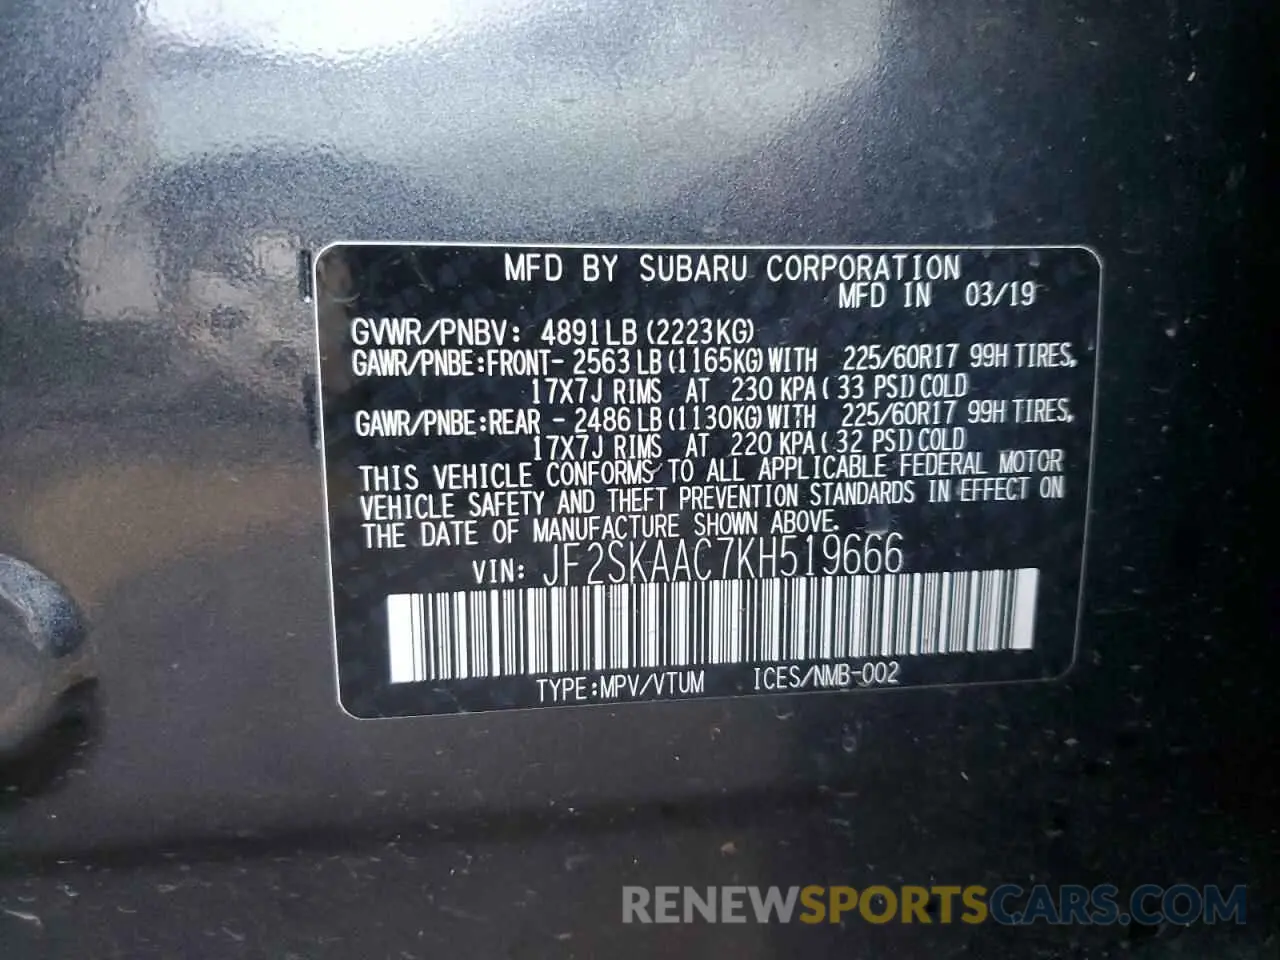 MFD BY SUBARU CORPORATION
MFD IN 03/19
GVWR/PNBV: 4891LB (2223KG)
GAWR/PNBE:FRONT- 2563 LB (1165KG) WITH 225/60R17 99H TIRES,
17X7J RIMS AT 230 KPA ( 33 PSI) COLD
GAWR/PNBE:REAR - 2486 LB (1130KG) WITH 225/60R17 99H TIRES,
17X7J RIMS AT 220 KPA ( 32 PSI) COLD
THIS VEHICLE CONFORMS TO ALL APPLICABLE FEDERAL MOTOR
VEHICLE SAFETY AND THEFT PREVENTION STANDARDS IN EFFECT ON
THE DATE OF MANUFACTURE SHOWN ABOVE.
VIN: JF2SKAAC7KH519666
TYPE:MPV/VTUM ICES/NMB-002
RENEWSPORTSCARS.COM